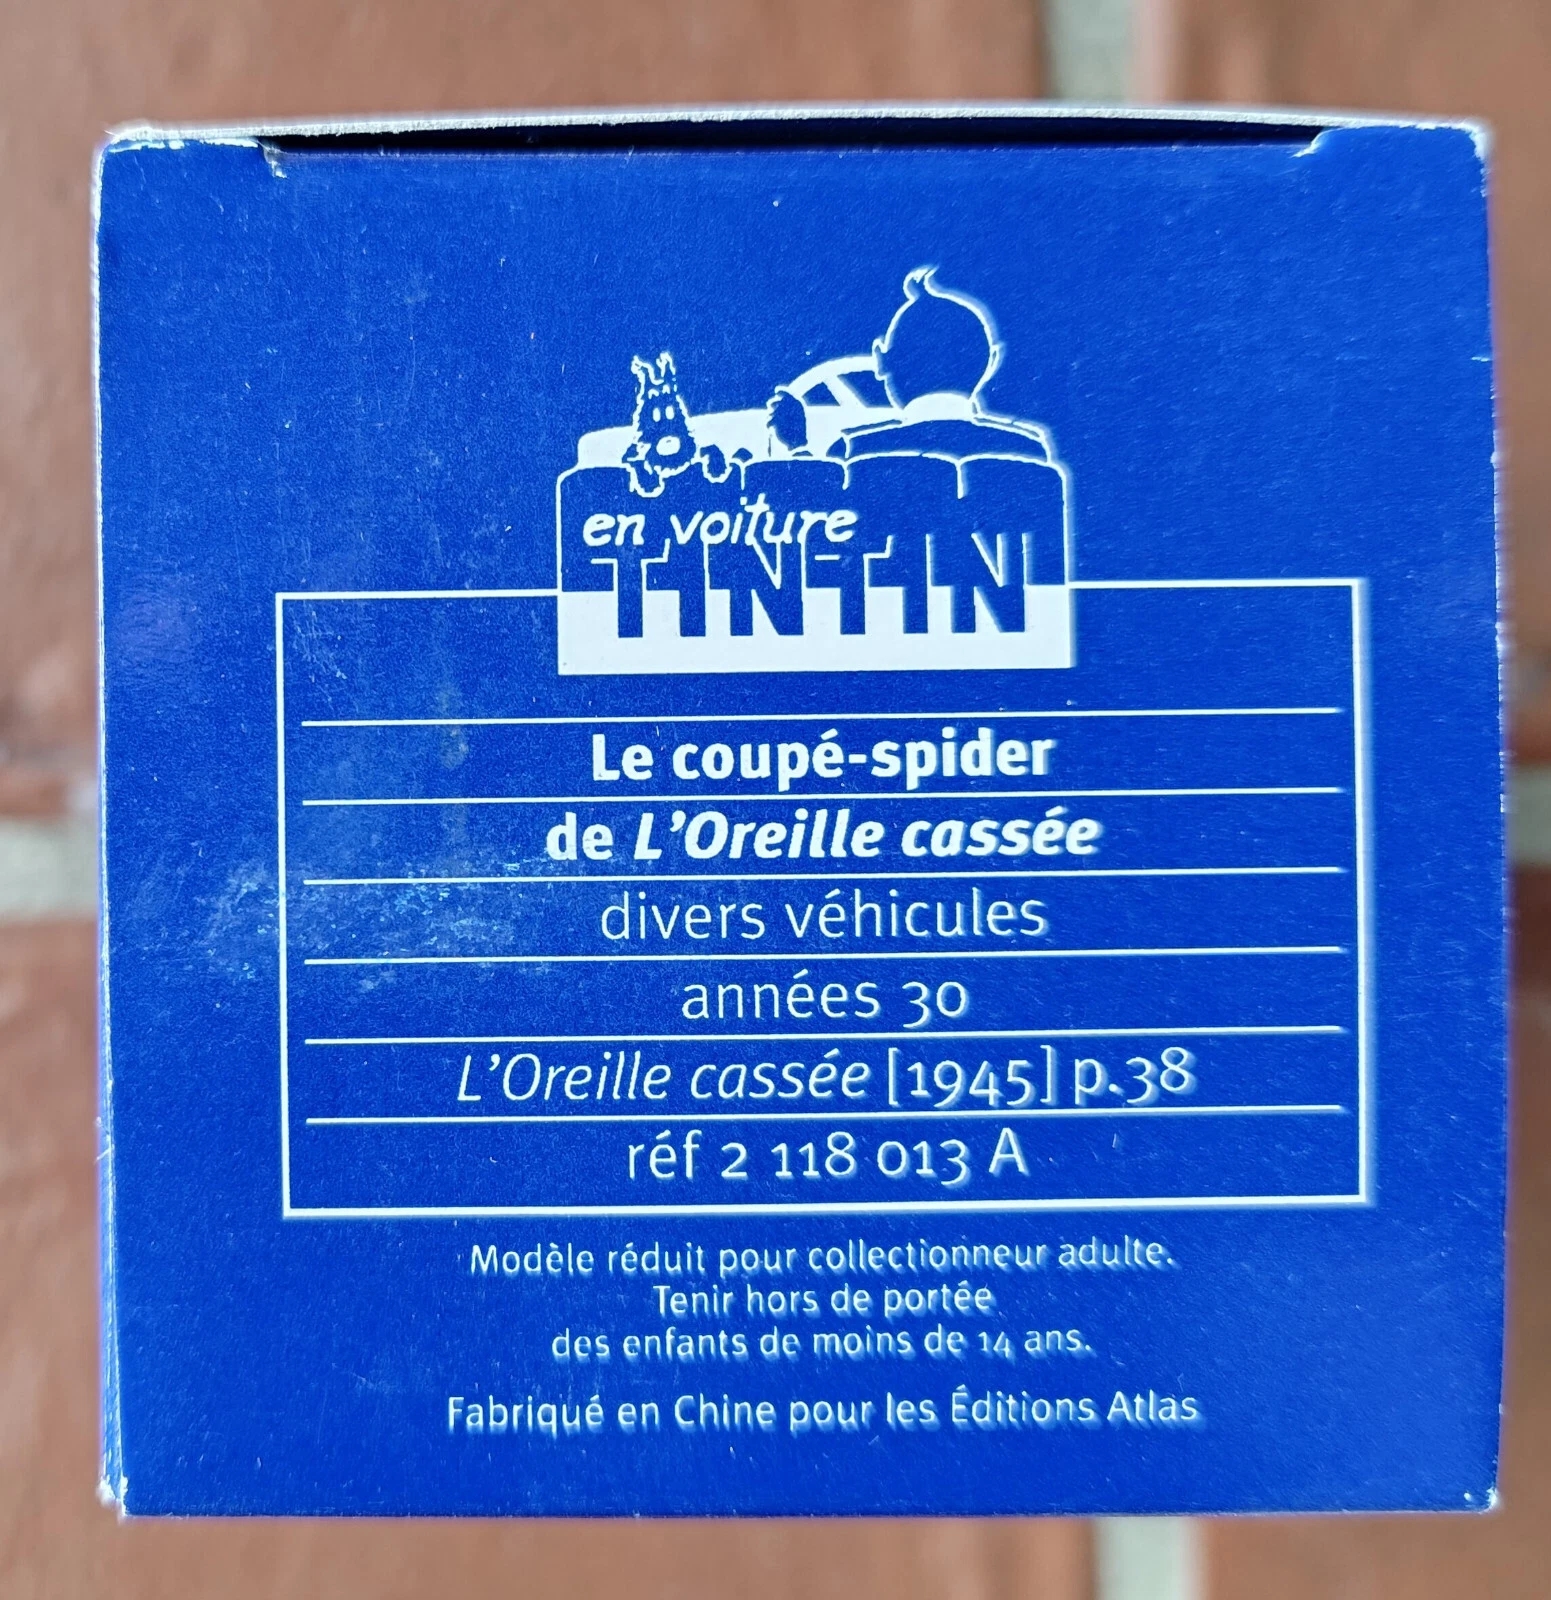 en voiture
TINTIN
Le coupé-spider
de L'Oreille cassée
divers véhicules
années 30
L'Oreille cassée [1945] p.38
réf 2 118 013 A
Modèle réduit pour collectionneur adulte.
Tenir hors de portée
des enfants de moins de 14 ans.
Fabriqué en Chine pour les Éditions Atlas